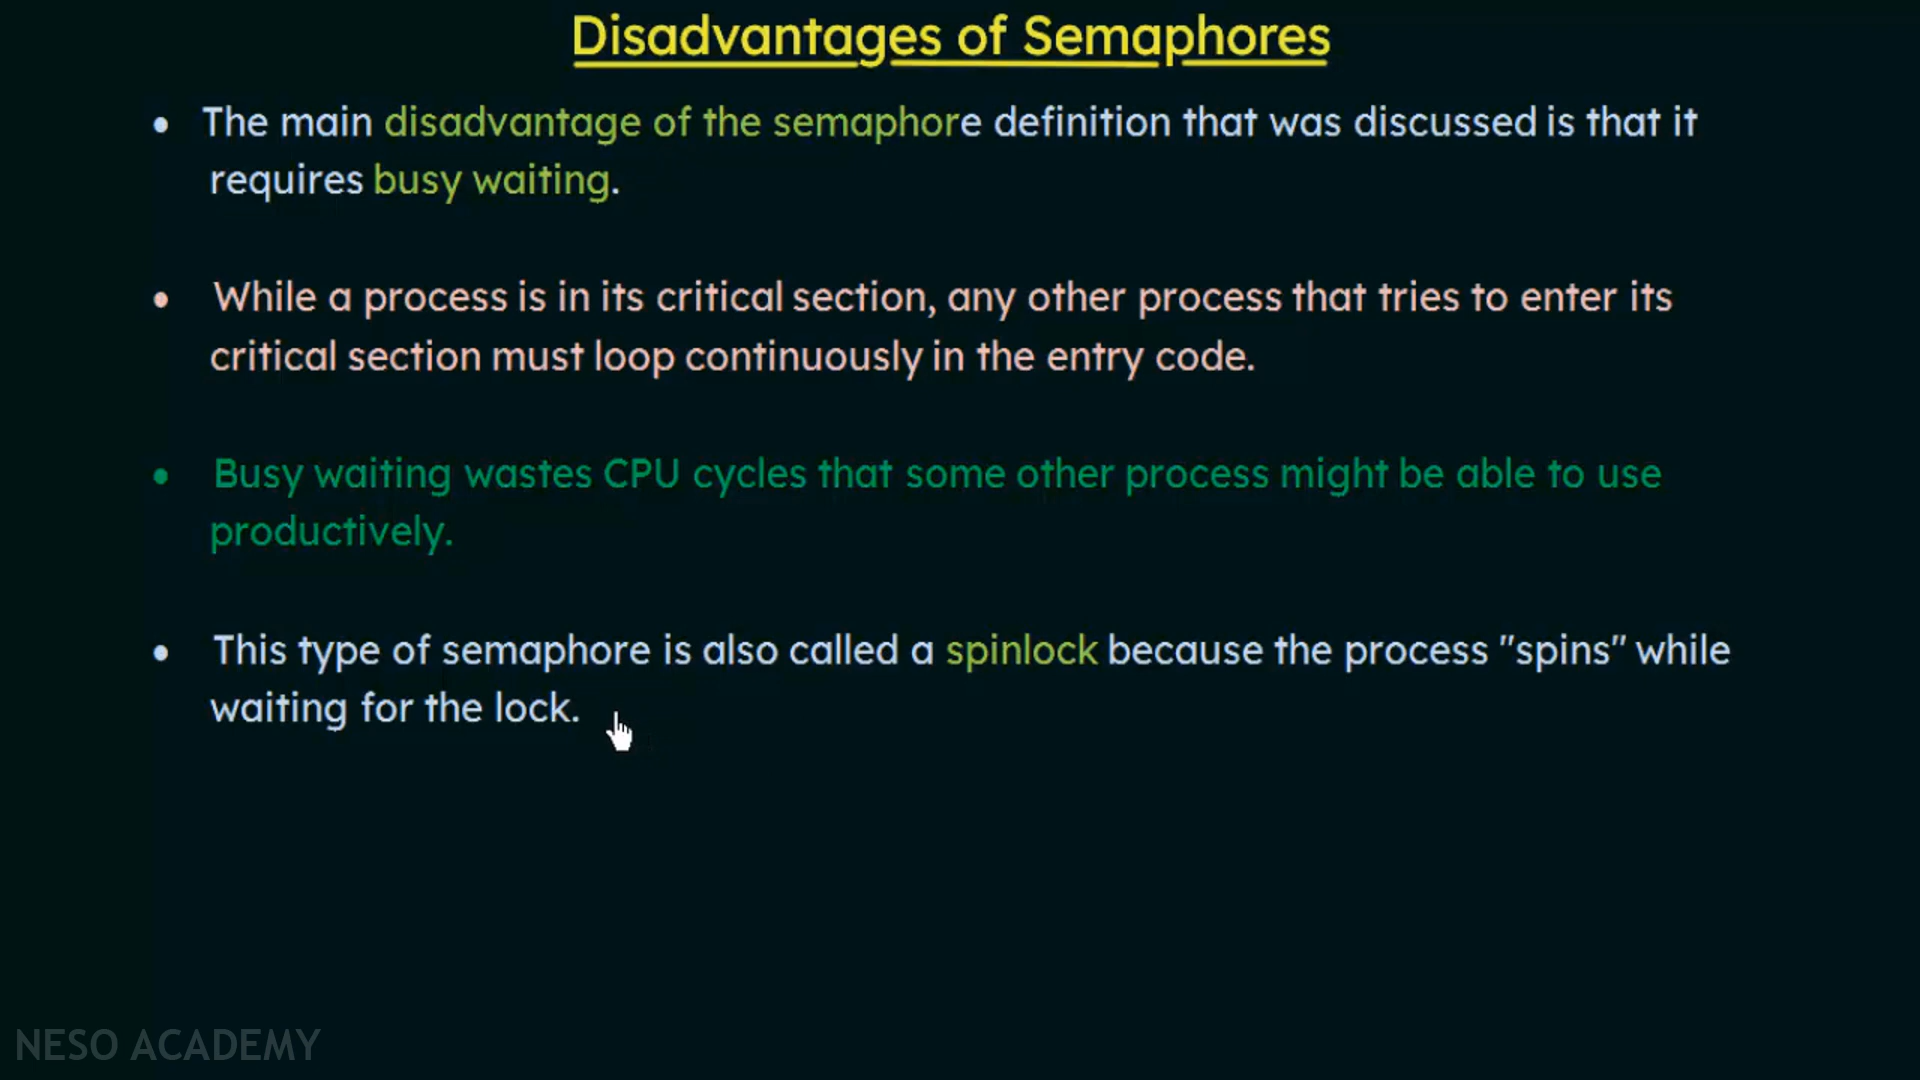 Disadvantages of Semaphores
• The main disadvantage of the semaphore definition that was discussed is that it
requires busy waiting.
• While a process is in its critical section, any other process that tries to enter its
critical section must loop continuously in the entry code.
• Busy waiting wastes CPU cycles that some other process might be able to use
productively.
• This type of semaphore is also called a spinlock because the process "spins" while
waiting for the lock.
NESO ACADEMY